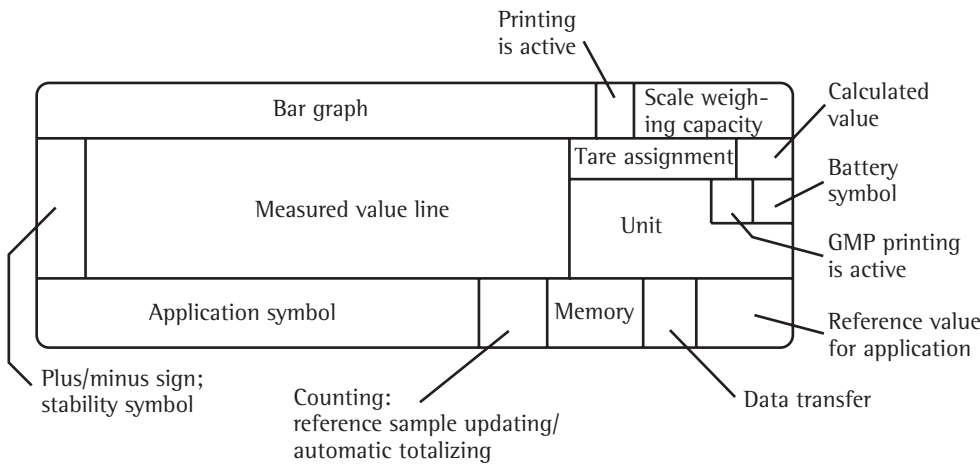 Printing
is active
Bar graph
Scale weigh-
ing capacity
Calculated
value
Tare assignment
Battery
symbol
Measured value line
Unit
GMP printing
is active
Application symbol
Memory
Reference value
for application
Plus/minus sign;
stability symbol
Counting:
reference sample updating/
automatic totalizing
Data transfer